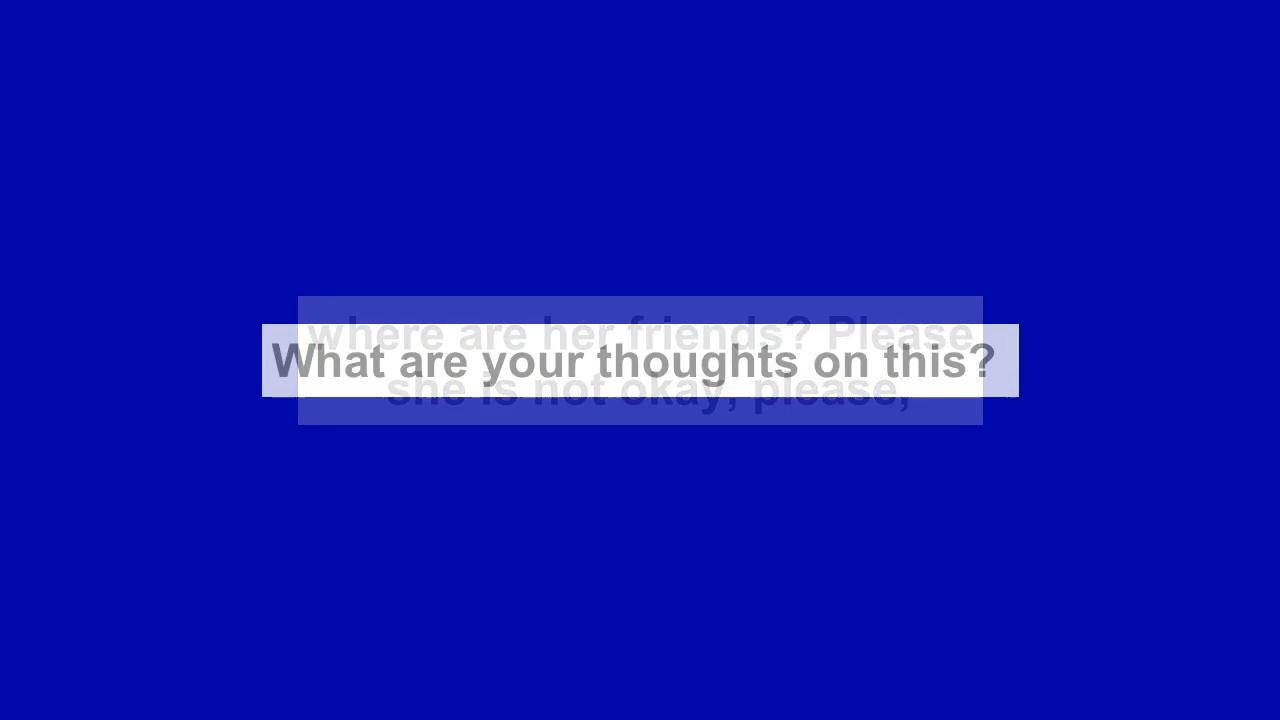 where are her friends? Please
What are your thoughts on this?
she is not okay, please,